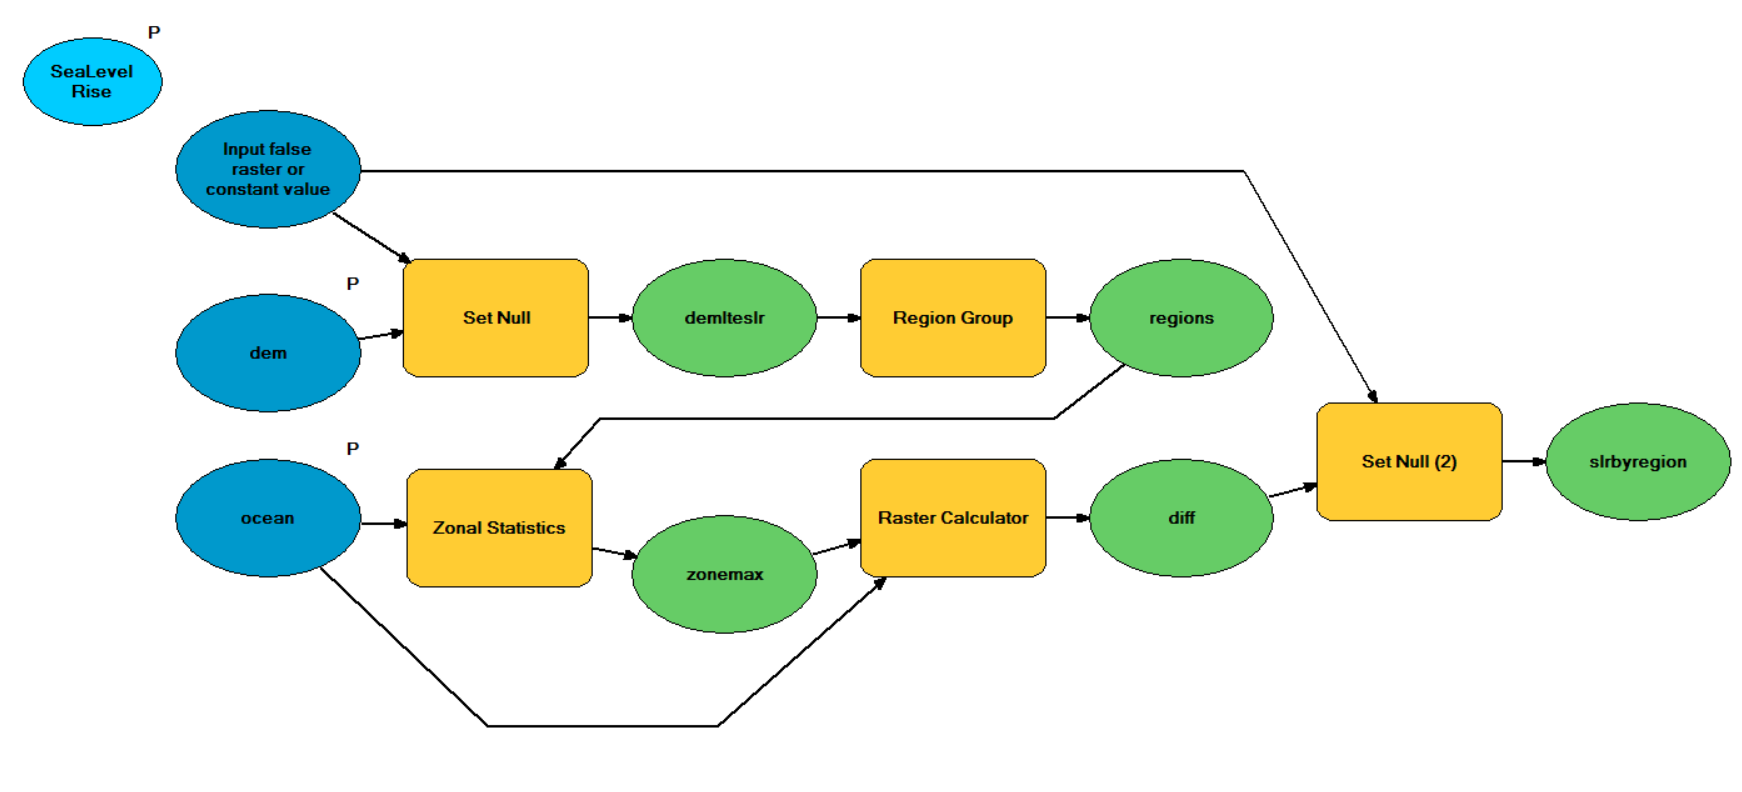 P
SeaLevel
Rise
Input false
raster or
constant value
P
dem
Set Null
demlteslr
Region Group
regions
P
ocean
Zonal Statistics
zonemax
Raster Calculator
diff
Set Null (2)
slrbyregion